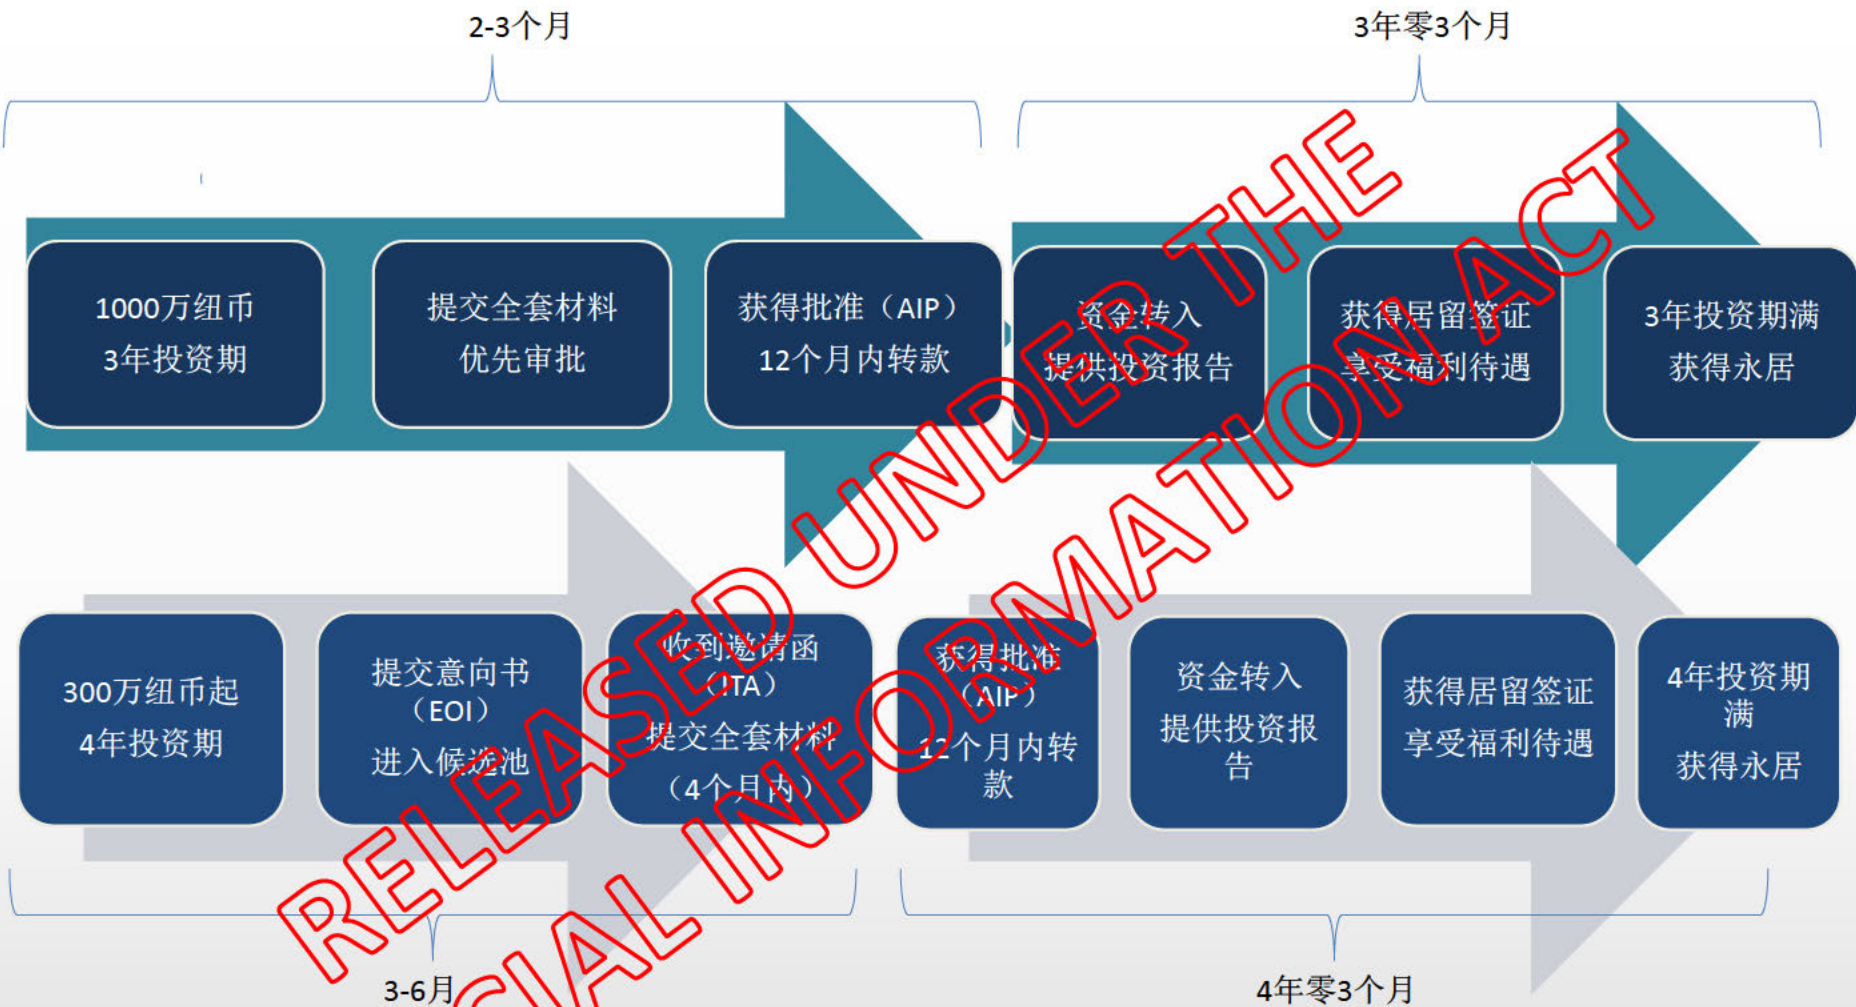 2-3个月
3年零3个月
1000万纽币
3年投资期
提交全套材料
优先审批
获得批准（AIP）
12个月内转款
资金转入
提供投资报告
获得居留签证
享受福利待遇
3年投资期满
获得永居
300万纽币起
4年投资期
提交意向书
（EOI）
进入候选池
收到邀请函
（ITA）
提交全套材料
（4个月内）
获得批准
（AIP）
12个月内转
款
资金转入
提供投资报
告
获得居留签证
享受福利待遇
4年投资期
满
获得永居
3-6月
4年零3个月
RELEASED UNDER THE
CIAL INFORMATION ACT